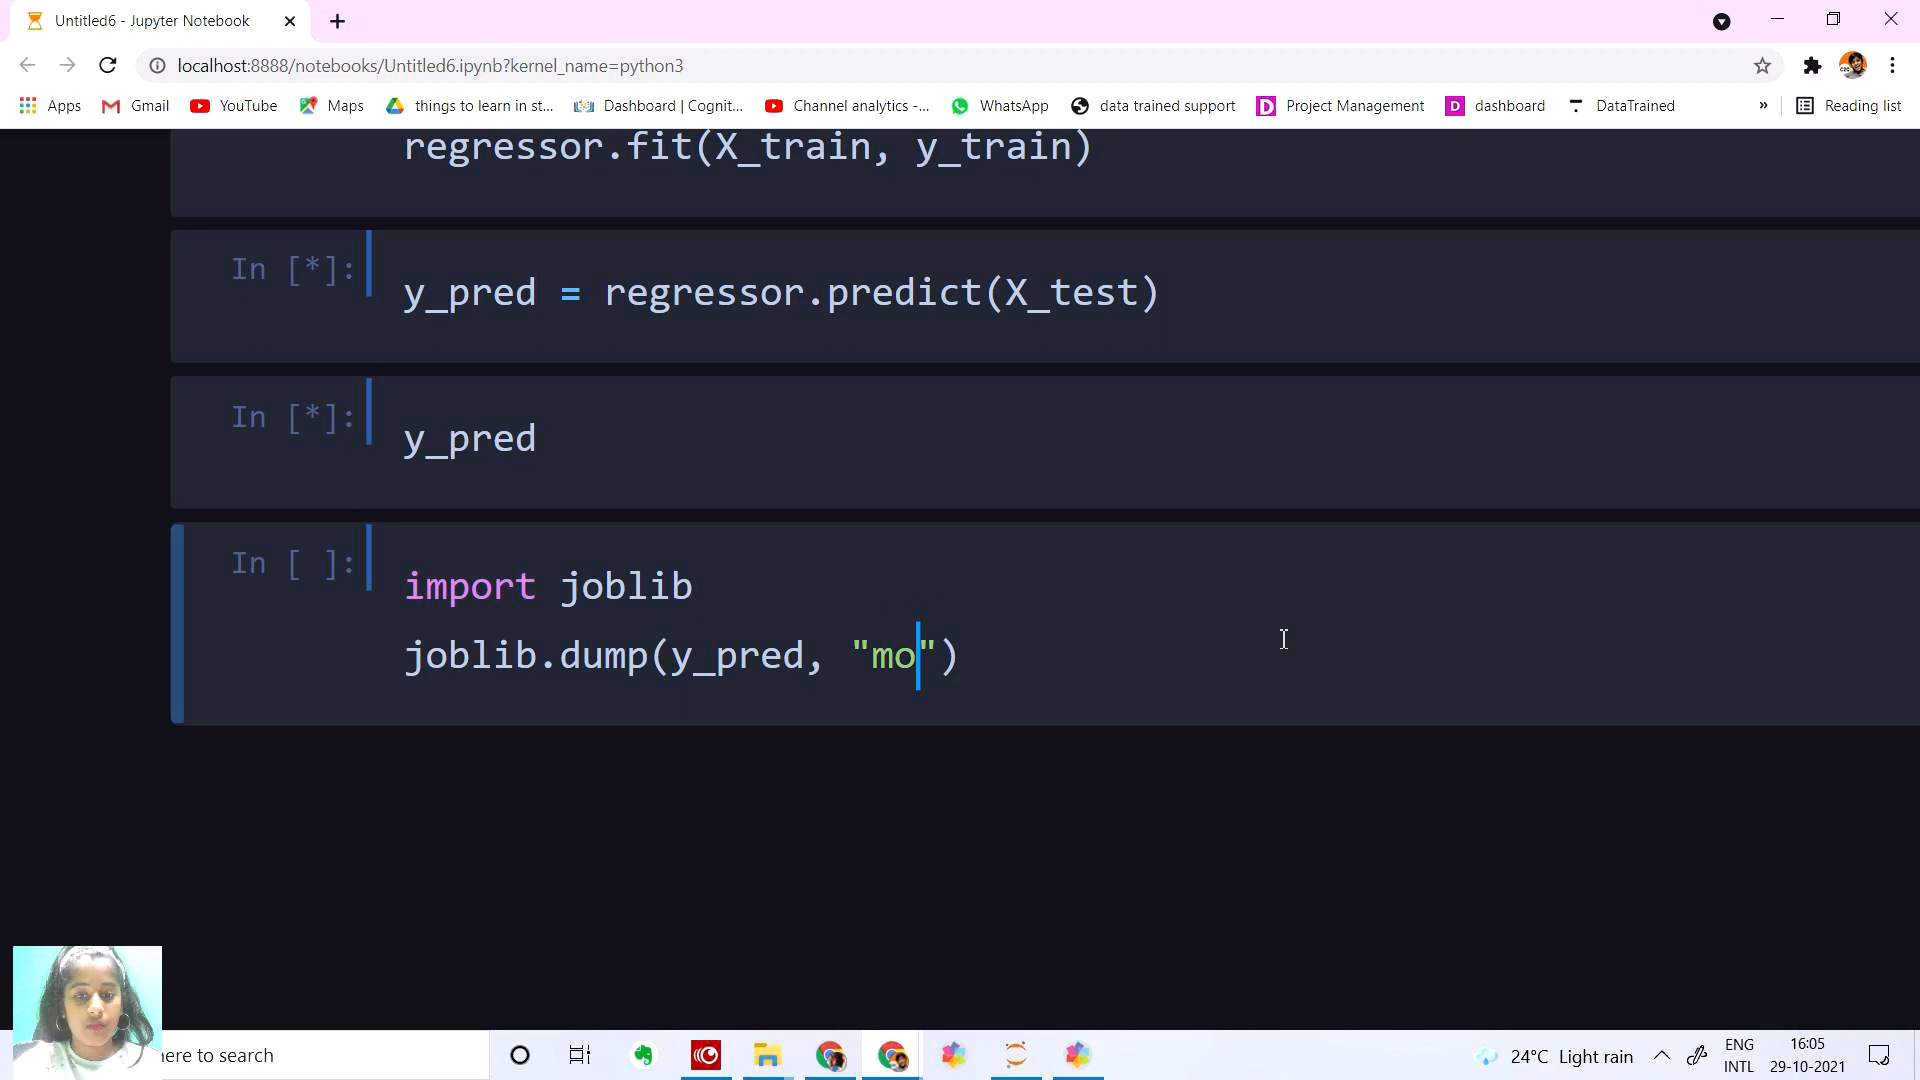 Untitled6 - Jupyter Notebook
localhost:8888/notebooks/Untitled6.ipynb?kernel_name=python3
Apps Gmail YouTube Maps things to learn in st... Dashboard | Cognit... Channel analytics -... WhatsApp data trained support Project Management dashboard DataTrained » Reading list
regressor.fit(X_train, y_train)
In [*]:
y_pred = regressor.predict(X_test)
In [*]:
y_pred
In [ ]:
import joblib
joblib.dump(y_pred, "mo")
here to search
24°C Light rain
ENG
INTL
16:05
29-10-2021